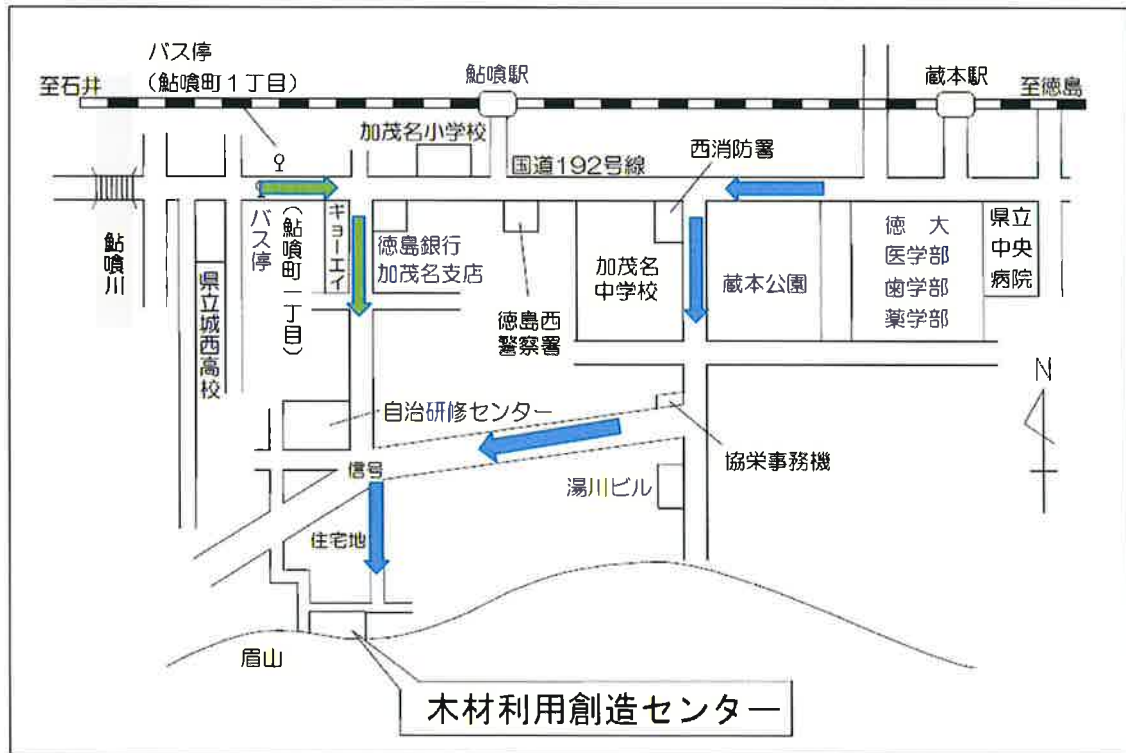 バス停
(鮎喰町1丁目)
至石井
鮎喰駅
蔵本駅
至徳島
加茂名小学校
国道192号線
西消防署
バス停
(鮎喰町一丁目)
キョーエイ
徳島銀行
加茂名支店
鮎喰川
県立城西高校
徳島西
警察署
加茂名
中学校
蔵本公園
徳大
医学部
歯学部
薬学部
県立
中央
病院
N
自治研修センター
信号
協栄事務機
湯川ビル
住宅地
眉山
木材利用創造センター